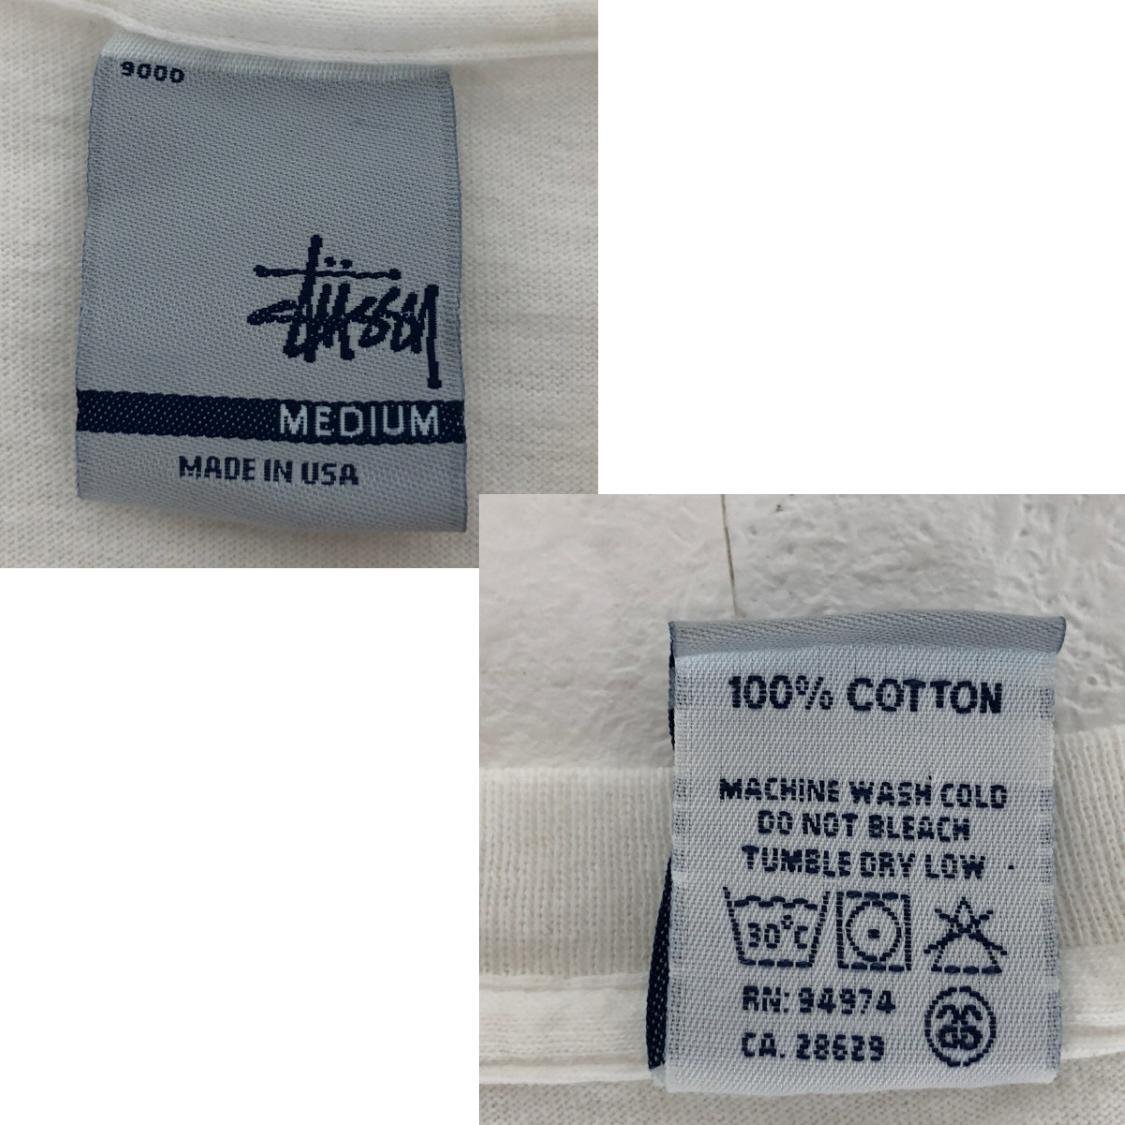 9000
Stüssy
MEDIUM
MADE IN USA
100% COTTON
MACHINE WASH COLD
DO NOT BLEACH
TUMBLE DRY LOW
30°C
RN: 94974
CA. 28629